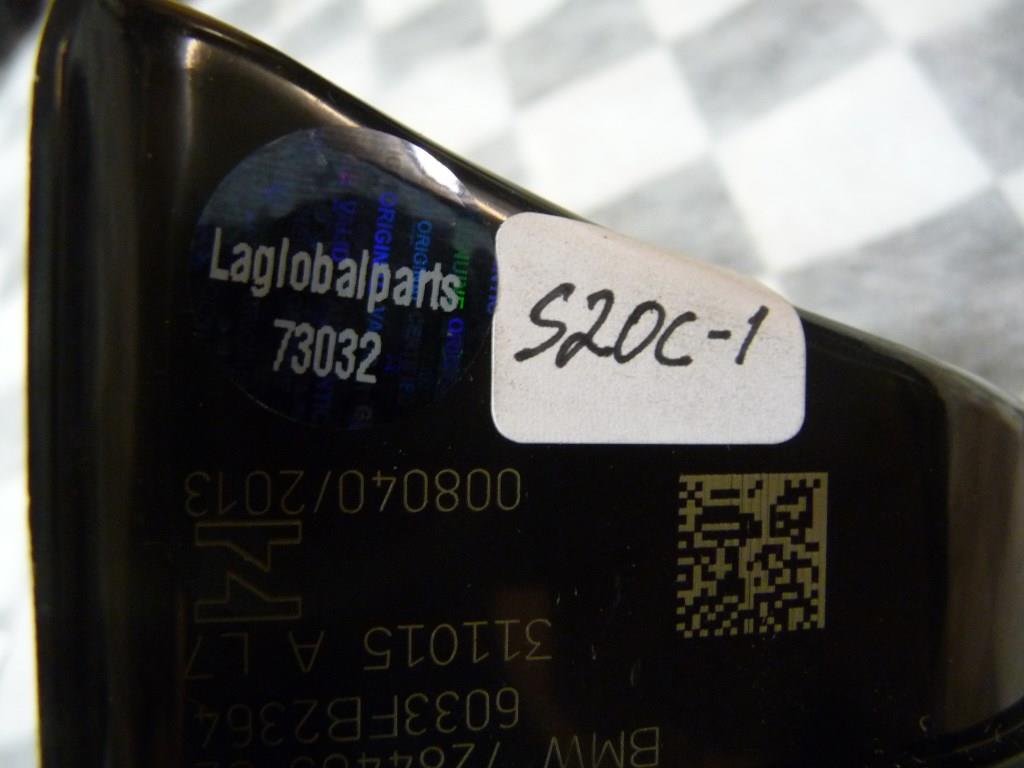 Laglobalparts
73032
S20C-1
008040/2013
311015 A L7
6033FB2364
BMW